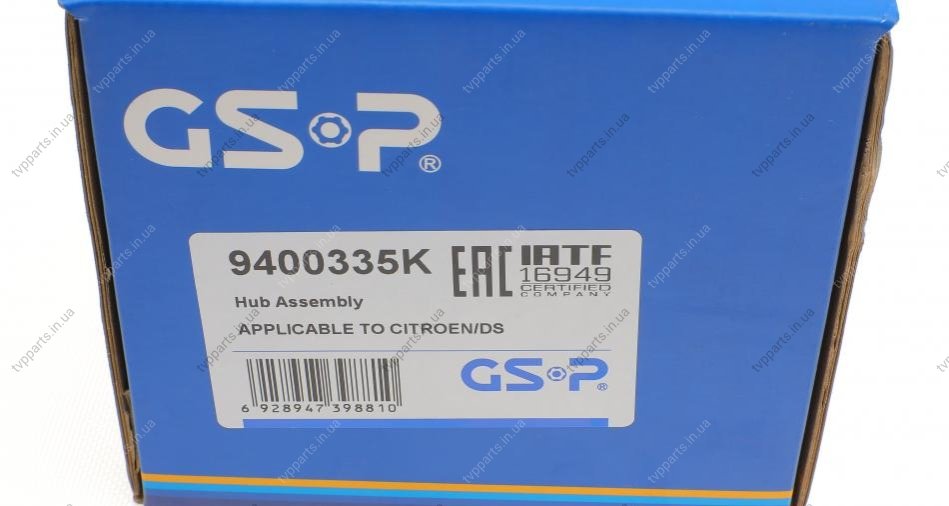 GSP®
9400335K
EAC
IATF
16949
CERTIFIED
COMPANY
Hub Assembly
APPLICABLE TO CITROEN/DS
6 928947 398810
GSP®
tvpparts.in.ua